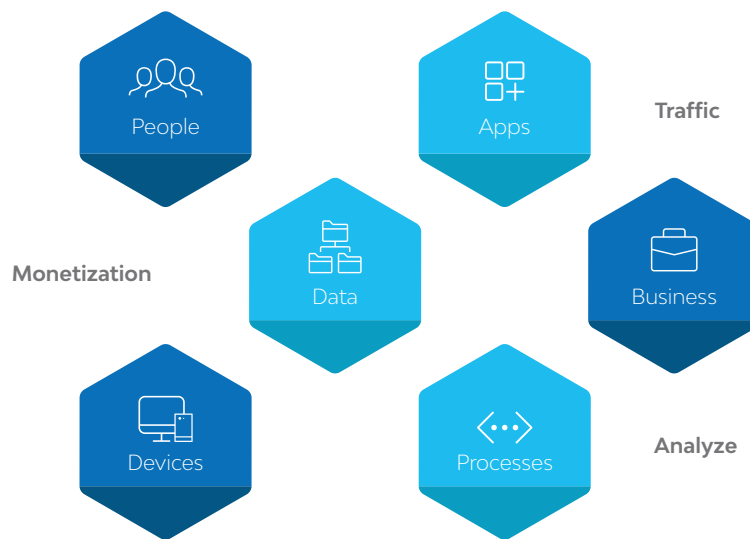 People
Apps
Traffic
Monetization
Data
Business
Devices
Processes
Analyze